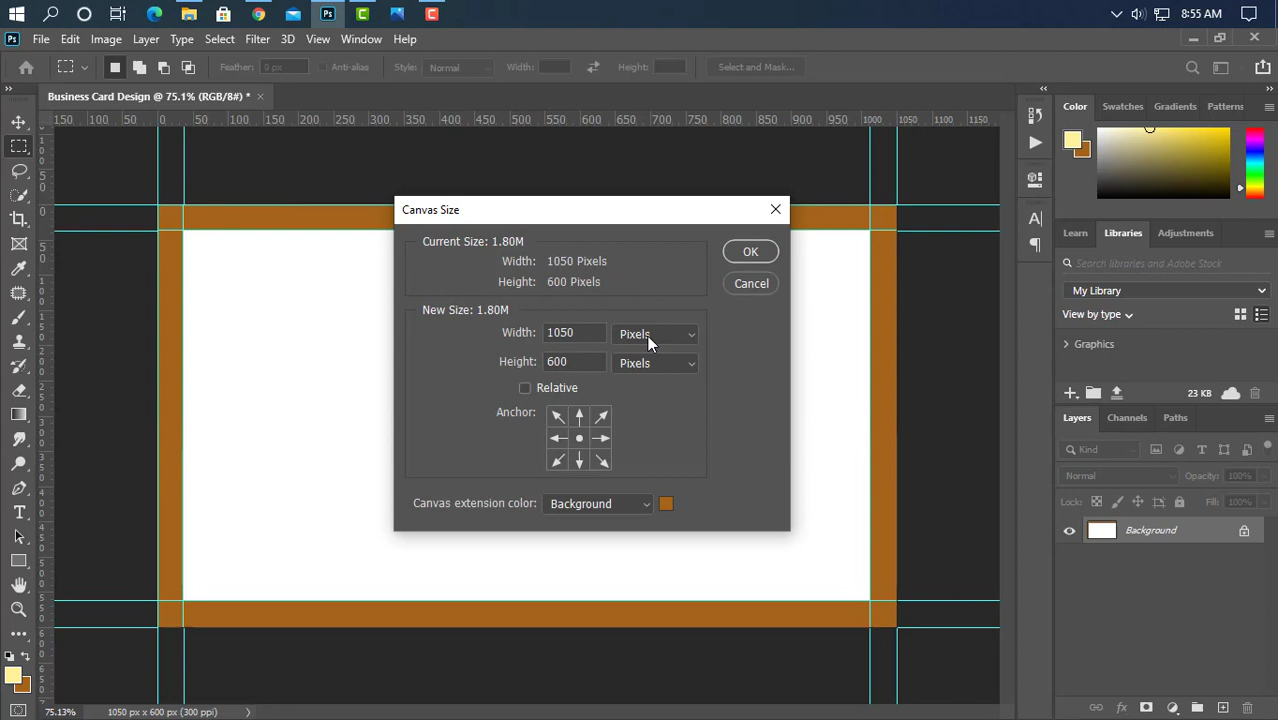 8:55 AM
Ps
Ps File Edit Image Layer Type Select Filter 3D View Window Help
Feather: 0 px Anti-alias Style: Normal Width: Height: Select and Mask...
Business Card Design @ 75.1% (RGB/8#) * ×
150 100 50 0 50 100 150 200 250 300 350 400 450 500 550 600 650 700 750 800 850 900 950 1000 1050 1100 1150
Canvas Size
Current Size: 1.80M
Width: 1050 Pixels
Height: 600 Pixels
OK
Cancel
New Size: 1.80M
Width: 1050 Pixels
Height: 600 Pixels
Relative
Anchor:
Canvas extension color: Background
Color Swatches Gradients Patterns
Learn Libraries Adjustments
Search libraries and Adobe Stock
My Library
View by type
Graphics
23 KB
Layers Channels Paths
Kind
Normal Opacity: 100%
Lock: Fill: 100%
Background
75.13% 1050 px x 600 px (300 ppi)